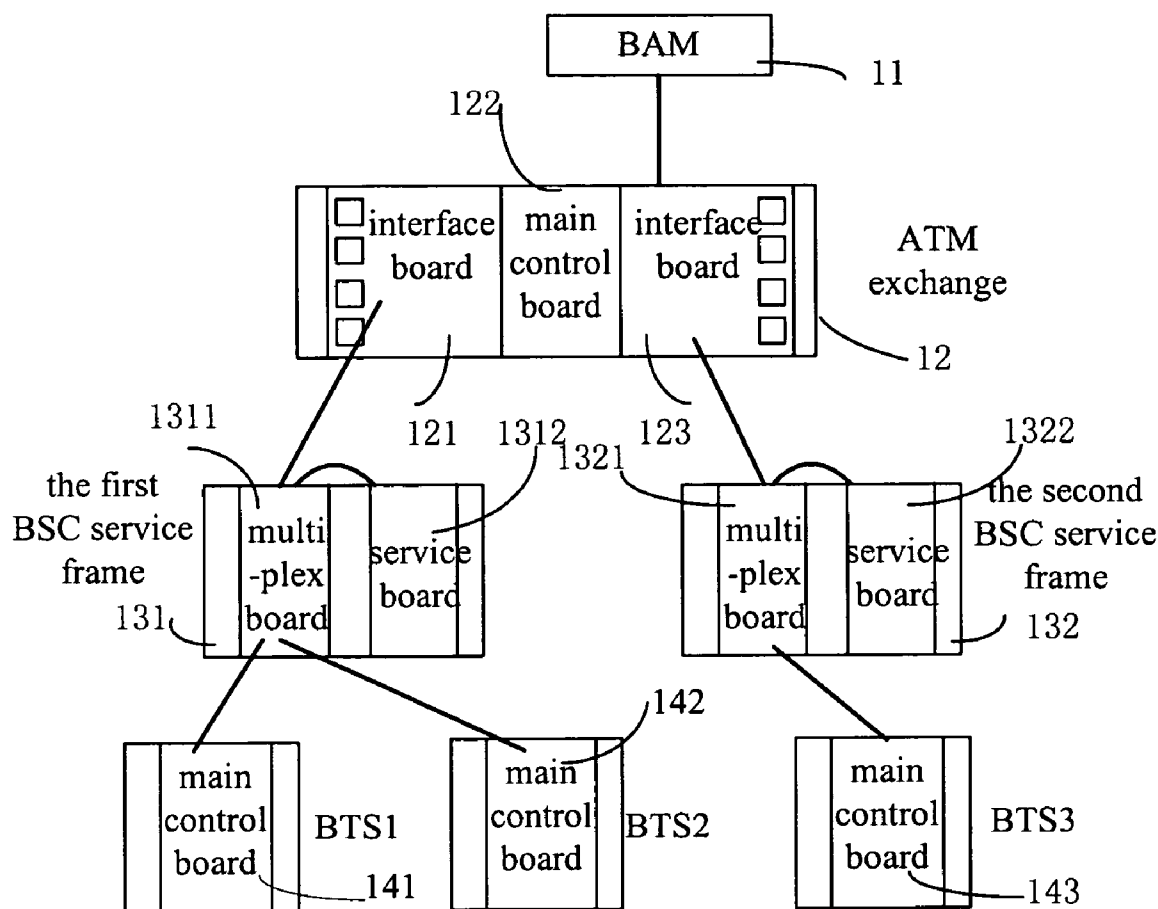 BAM
11
122
interface
board
main
control
board
interface
board
ATM
exchange
12
121
123
1311
1312
1321
1322
the first
BSC service
frame
131
multi
-plex
board
service
board
multi
-plex
board
service
board
the second
BSC service
frame
132
main
control
board
BTS1
141
142
main
control
board
BTS2
main
control
board
BTS3
143